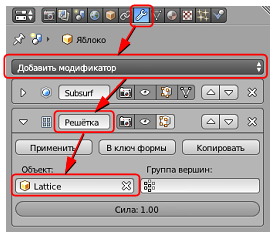 Яблоко
Добавить модификатор
Subsurf
Решётка
Применить В ключ формы Копировать
Объект: Группа вершин:
Lattice
Сила: 1.00